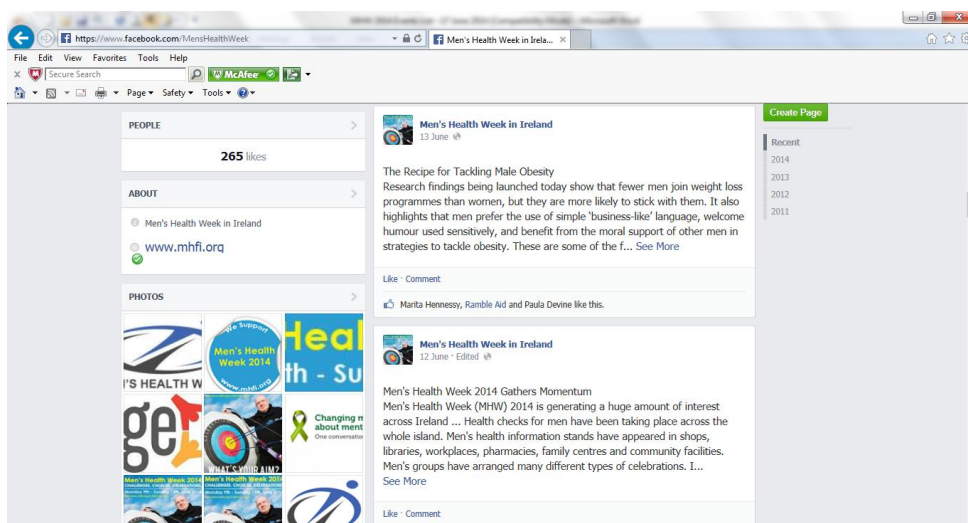 https://www.facebook.com/MensHealthWeek
Men's Health Week in Irela...
File Edit View Favorites Tools Help
Secure Search
McAfee
Page Safety Tools
PEOPLE
265 likes
ABOUT
Men's Health Week in Ireland
www.mhfi.org
PHOTOS
'S HEALTH W
We Support
Men's Health
Week 2014
www.mhfi.org
Heal
th - Su
ger
WHAT'S YOUR AIM?
Changing m
about ment
One conversation
Men's Health Week 2014
Men's Health Week 2014
Men's Health Week in Ireland
13 June
The Recipe for Tackling Male Obesity
Research findings being launched today show that fewer men join weight loss
programmes than women, but they are more likely to stick with them. It also
highlights that men prefer the use of simple 'business-like' language, welcome
humour used sensitively, and benefit from the moral support of other men in
strategies to tackle obesity. These are some of the f... See More
Like · Comment
Marita Hennessy, Ramble Aid and Paula Devine like this.
Men's Health Week in Ireland
12 June · Edited
Men's Health Week 2014 Gathers Momentum
Men's Health Week (MHW) 2014 is generating a huge amount of interest
across Ireland ... Health checks for men have been taking place across the
whole island. Men's health information stands have appeared in shops,
libraries, workplaces, pharmacies, family centres and community facilities.
Men's groups have arranged many different types of celebrations. I...
See More
Like · Comment
Create Page
Recent
2014
2013
2012
2011